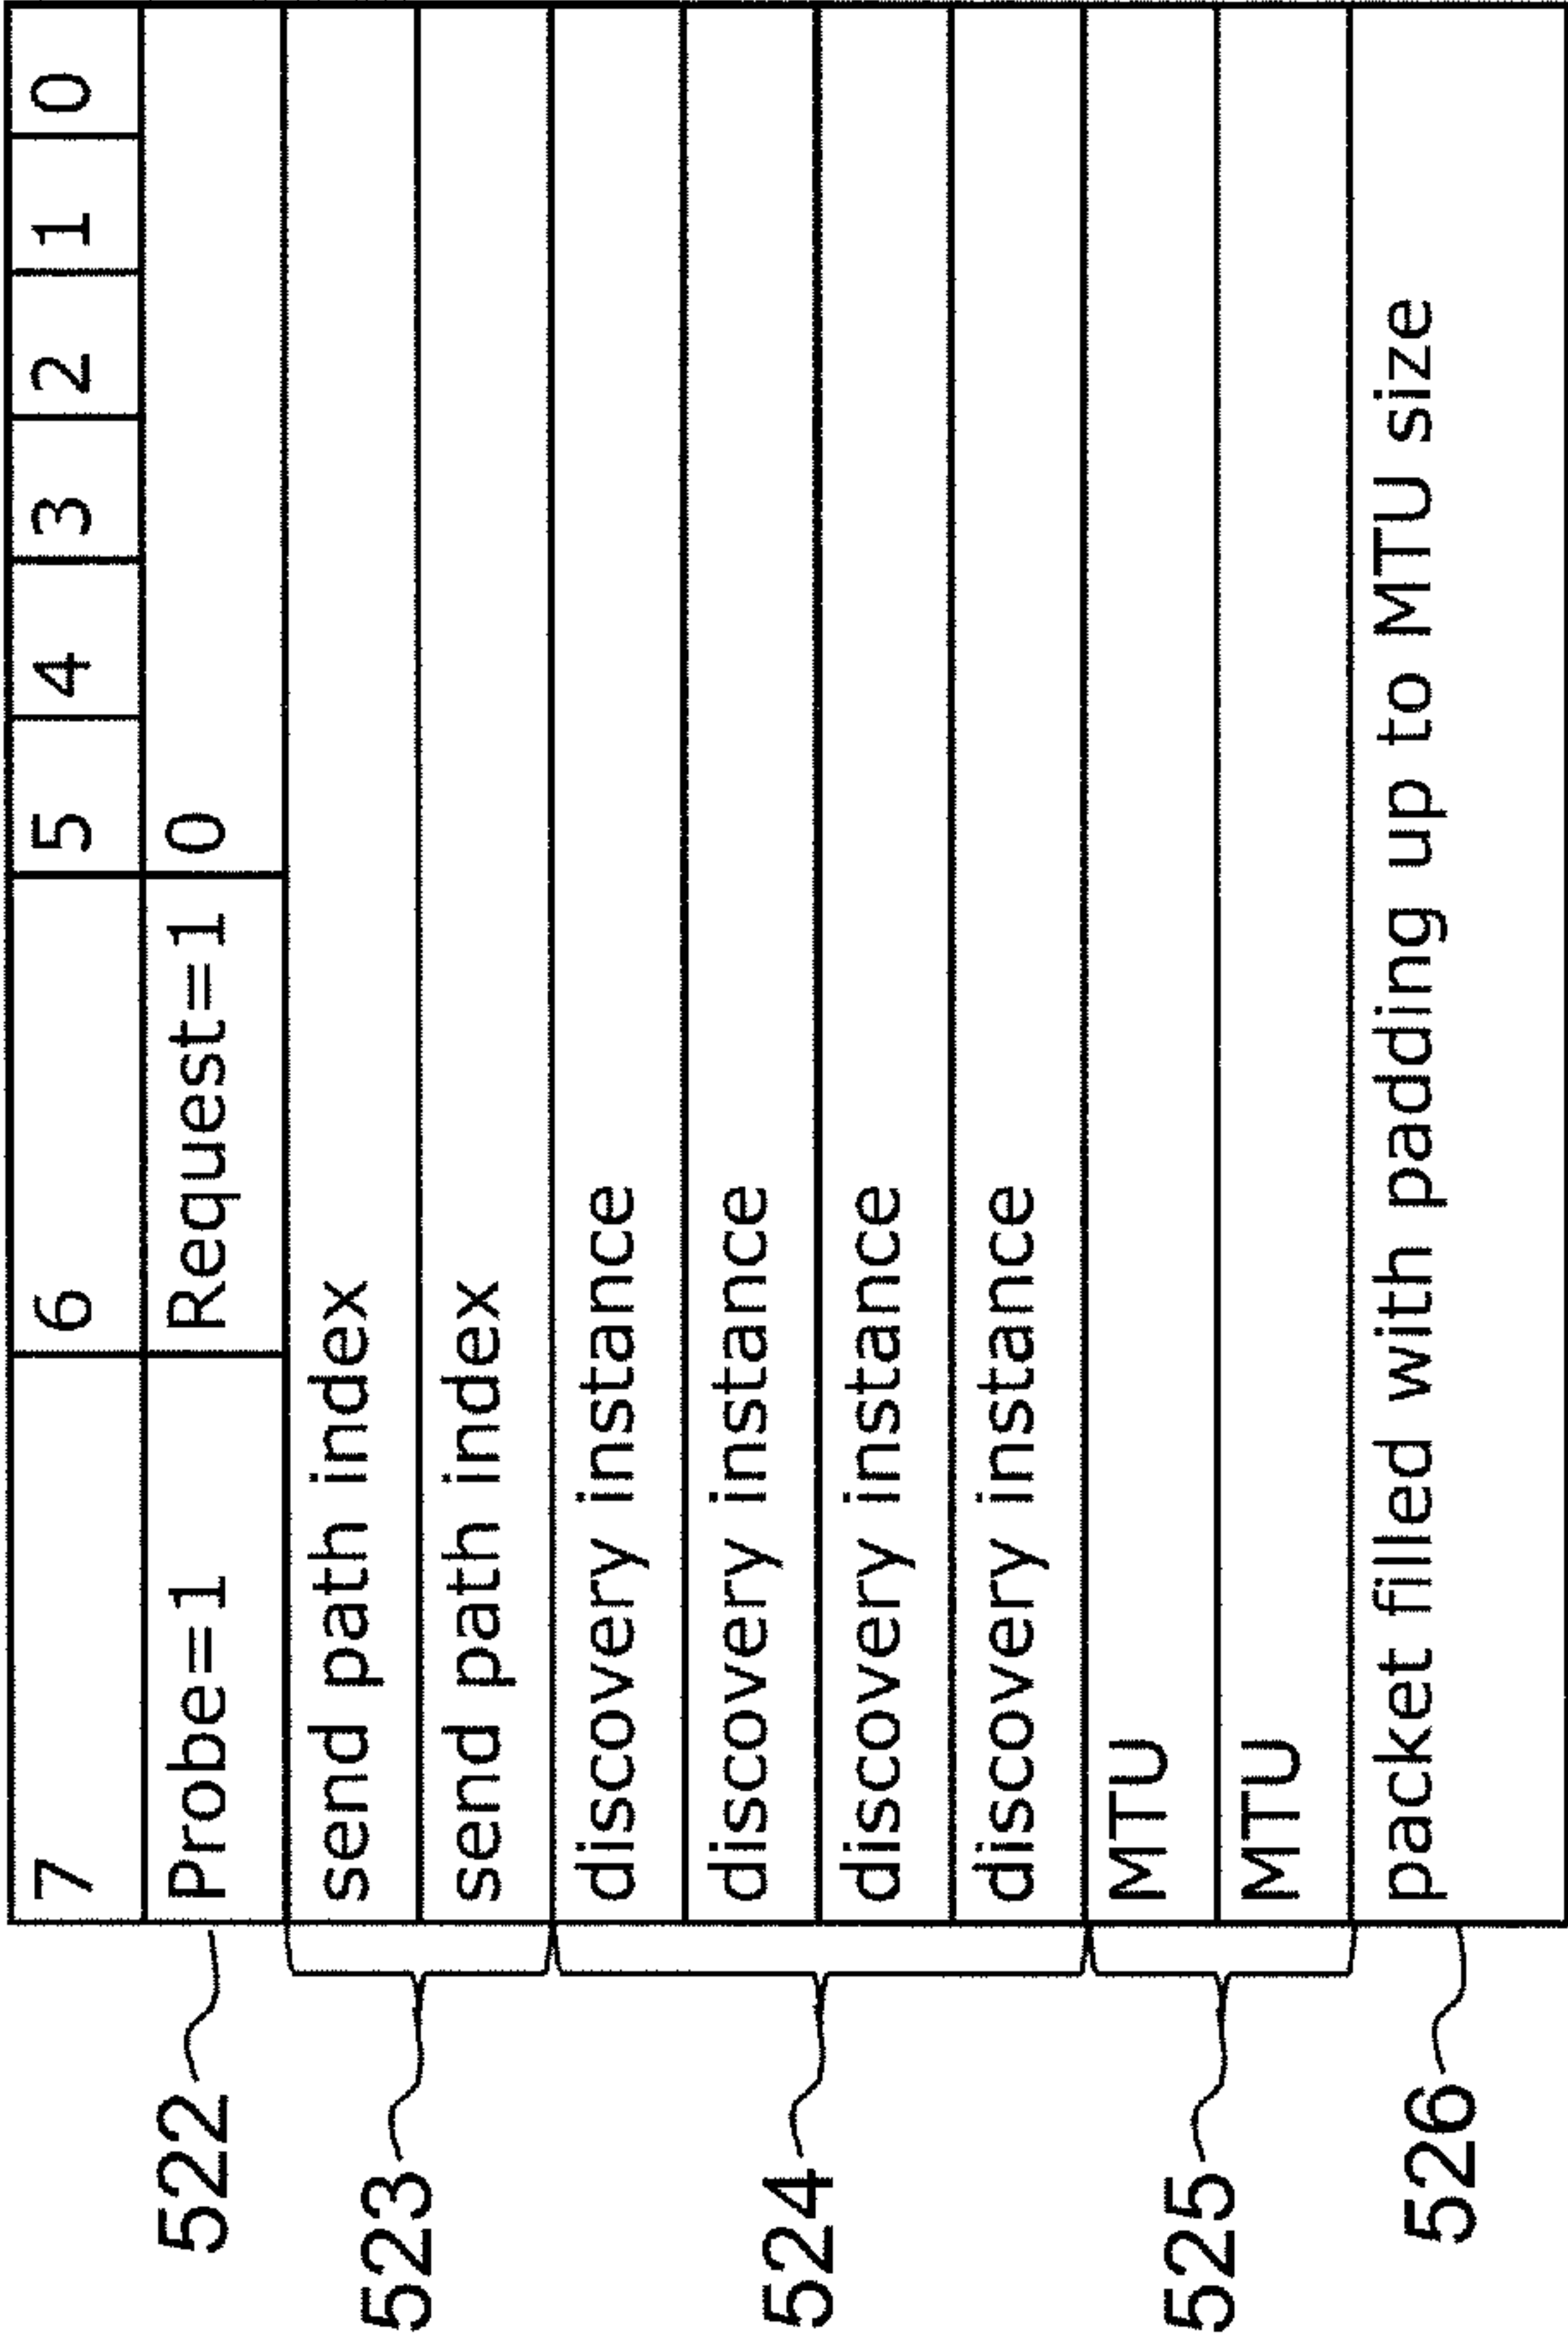 7 6 5 4 3 2 1 0
522 Probe=1 Request=1 0
523 send path index
send path index
524 discovery instance
discovery instance
discovery instance
discovery instance
525 MTU
MTU
526 packet filled with padding up to MTU size